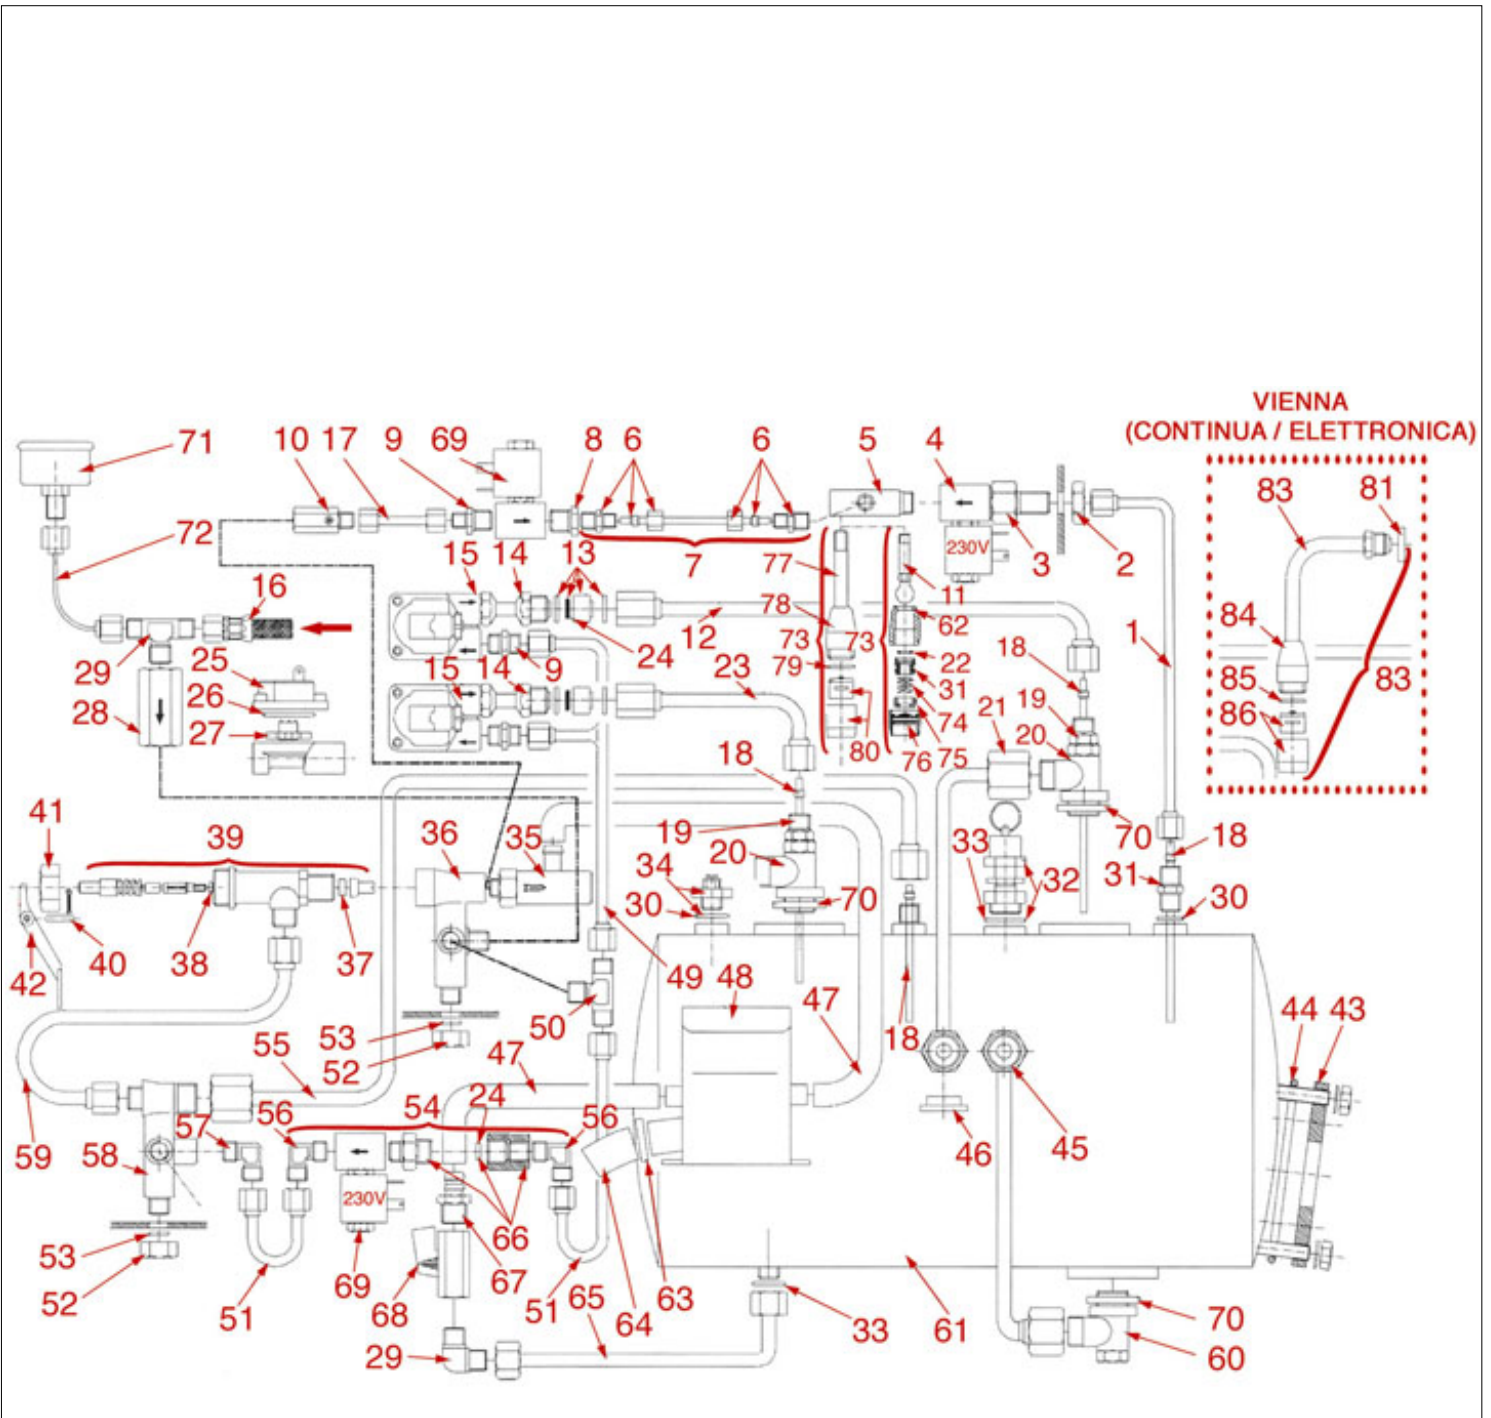 VIENNA
(CONTINUA / ELETTRONICA)
71 10 17 9 69 8 6 6 5 4 83 81
72 230V 3 2
16 15 14 13 7 77 11
12 78 62 1 84
29 24 73 73 22 18
25 15 14 9 79 31 83
26 23 74 85
28 27 80 76 75 21 19 20 86
18
41 39 36 35 19 70 18
20 33 32 31
34 30 70 30
42 40 38 37 49 48 47 44 43
50 18
53
55 52 47
54 24 56
59 57 56 46 45
58 230V 66
53 67
52 51 69 68 51 65 64 63 33 61 70
29 60